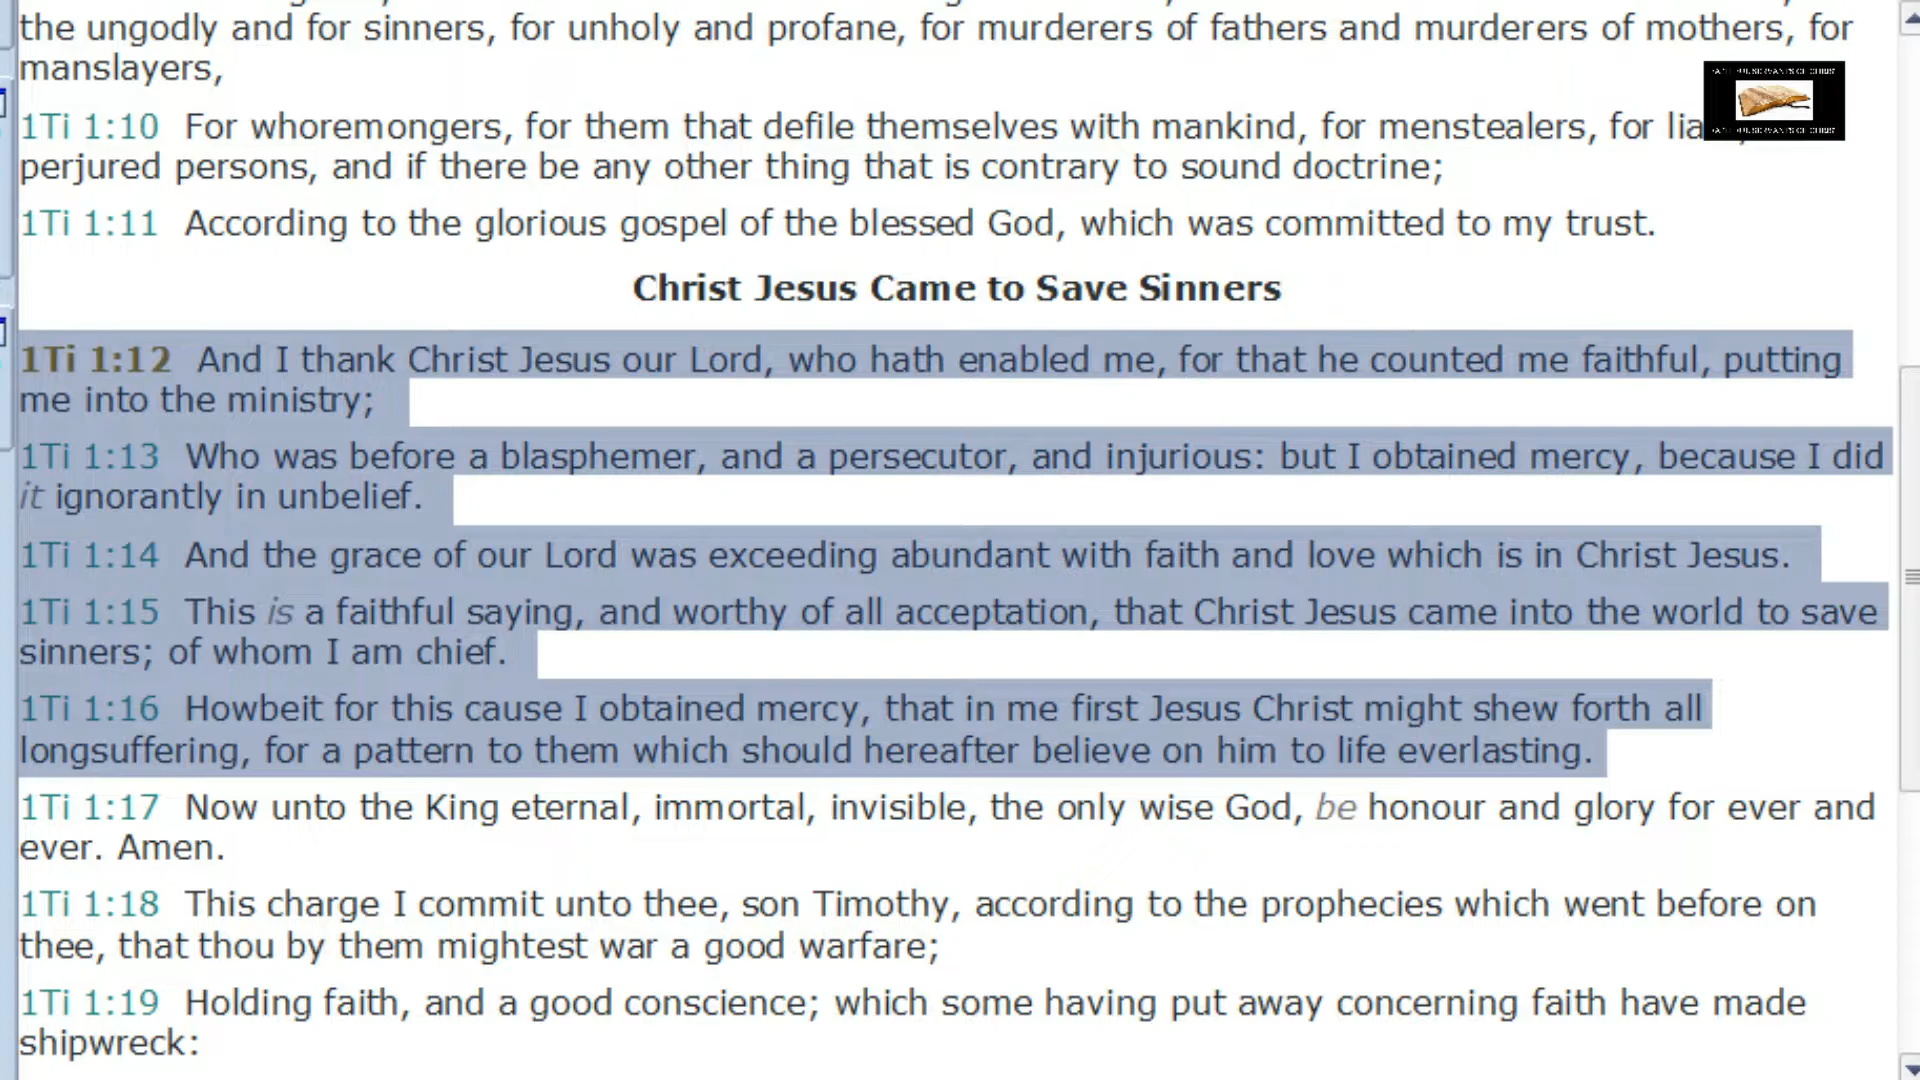 the ungodly and for sinners, for unholy and profane, for murderers of fathers and murderers of mothers, for
manslayers,
FAITHFUL SERVANTS OF CHRIST
1Ti 1:10 For whoremongers, for them that defile themselves with mankind, for menstealers, for
FAITHFUL SERVANTS OF CHRIST
perjured persons, and if there be any other thing that is contrary to sound doctrine;
1Ti 1:11 According to the glorious gospel of the blessed God, which was committed to my trust.
Christ Jesus Came to Save Sinners
1Ti 1:12 And I thank Christ Jesus our Lord, who hath enabled me, for that he counted me faithful, putting
me into the ministry;
1Ti 1:13 Who was before a blasphemer, and a persecutor, and injurious: but I obtained mercy, because I did
it ignorantly in unbelief.
1Ti 1:14 And the grace of our Lord was exceeding abundant with faith and love which is in Christ Jesus.
1Ti 1:15 This is a faithful saying, and worthy of all acceptation, that Christ Jesus came into the world to save
sinners; of whom I am chief.
1Ti 1:16 Howbeit for this cause I obtained mercy, that in me first Jesus Christ might shew forth all
longsuffering, for a pattern to them which should hereafter believe on him to life everlasting.
1Ti 1:17 Now unto the King eternal, immortal, invisible, the only wise God, be honour and glory for ever and
ever. Amen.
1Ti 1:18 This charge I commit unto thee, son Timothy, according to the prophecies which went before on
thee, that thou by them mightest war a good warfare;
1Ti 1:19 Holding faith, and a good conscience; which some having put away concerning faith have made
shipwreck: